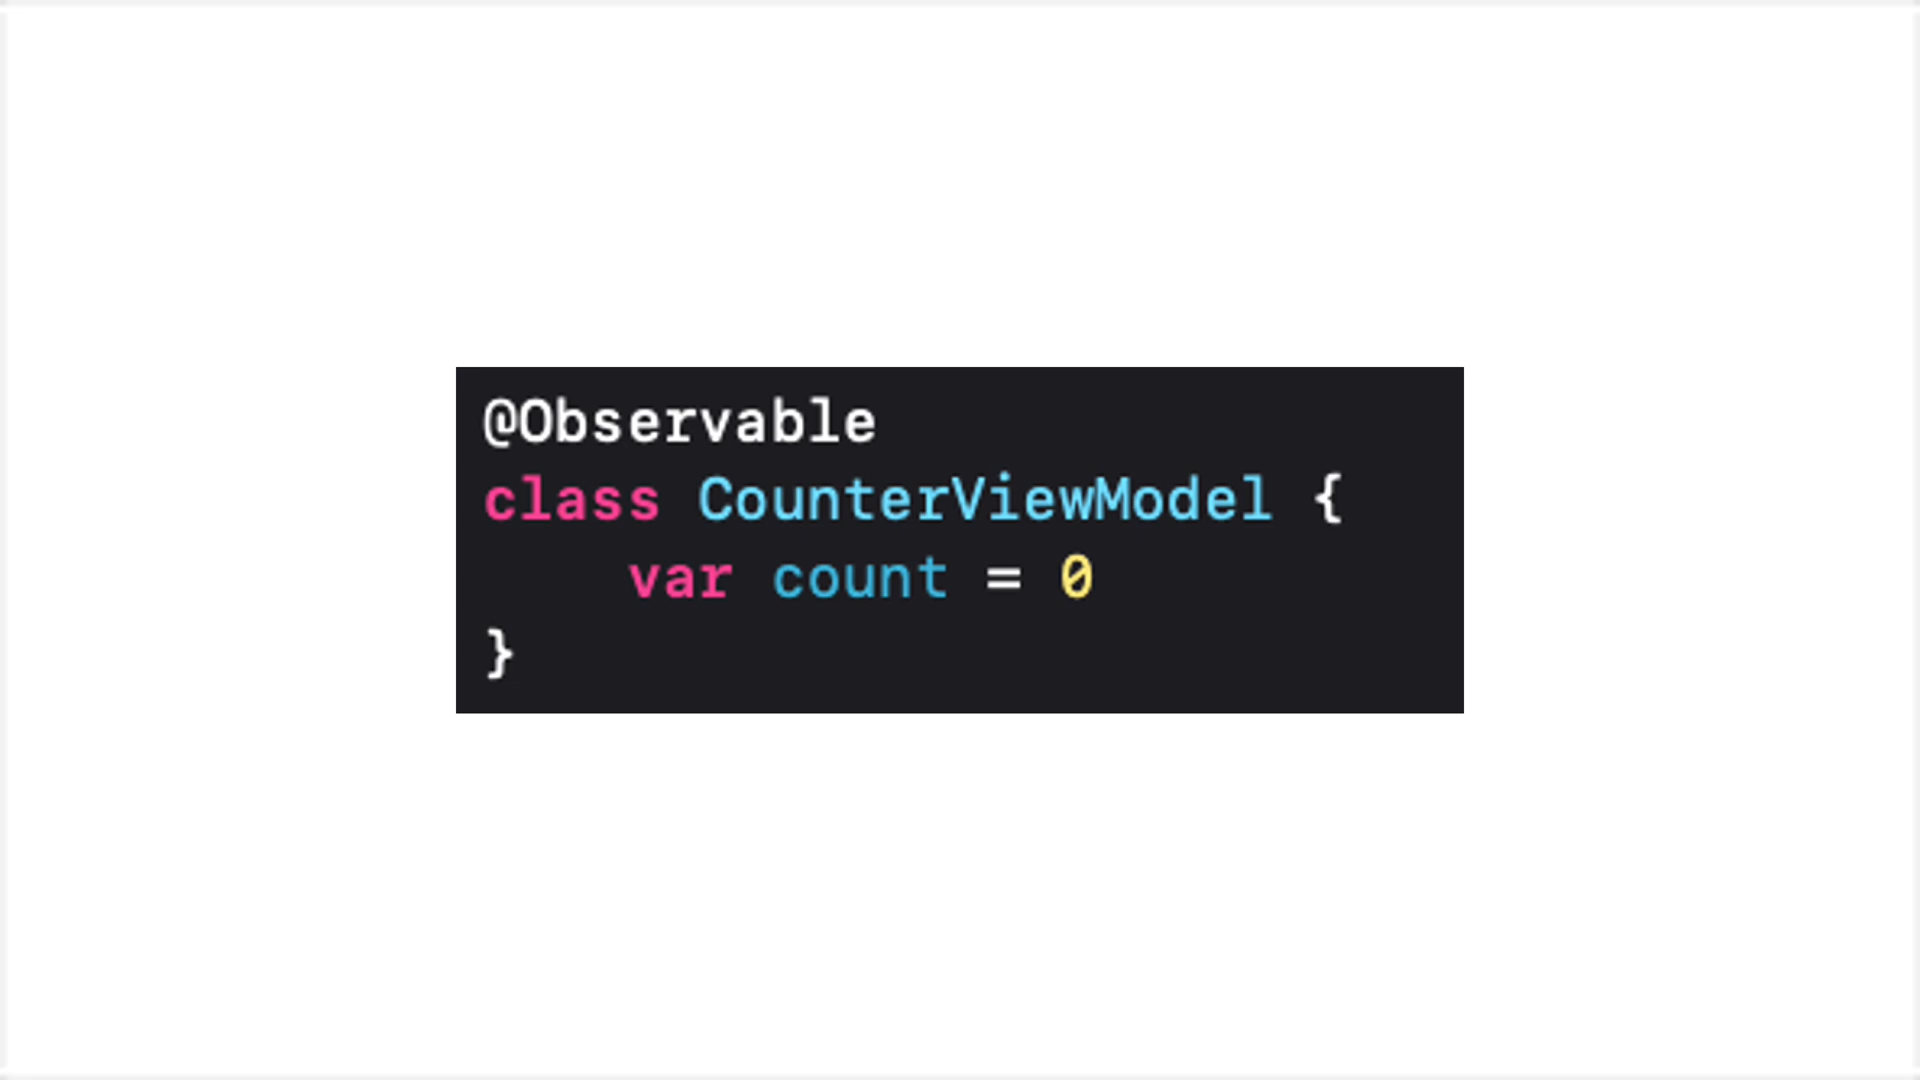 @Observable
class CounterViewModel {
    var count = 0
}